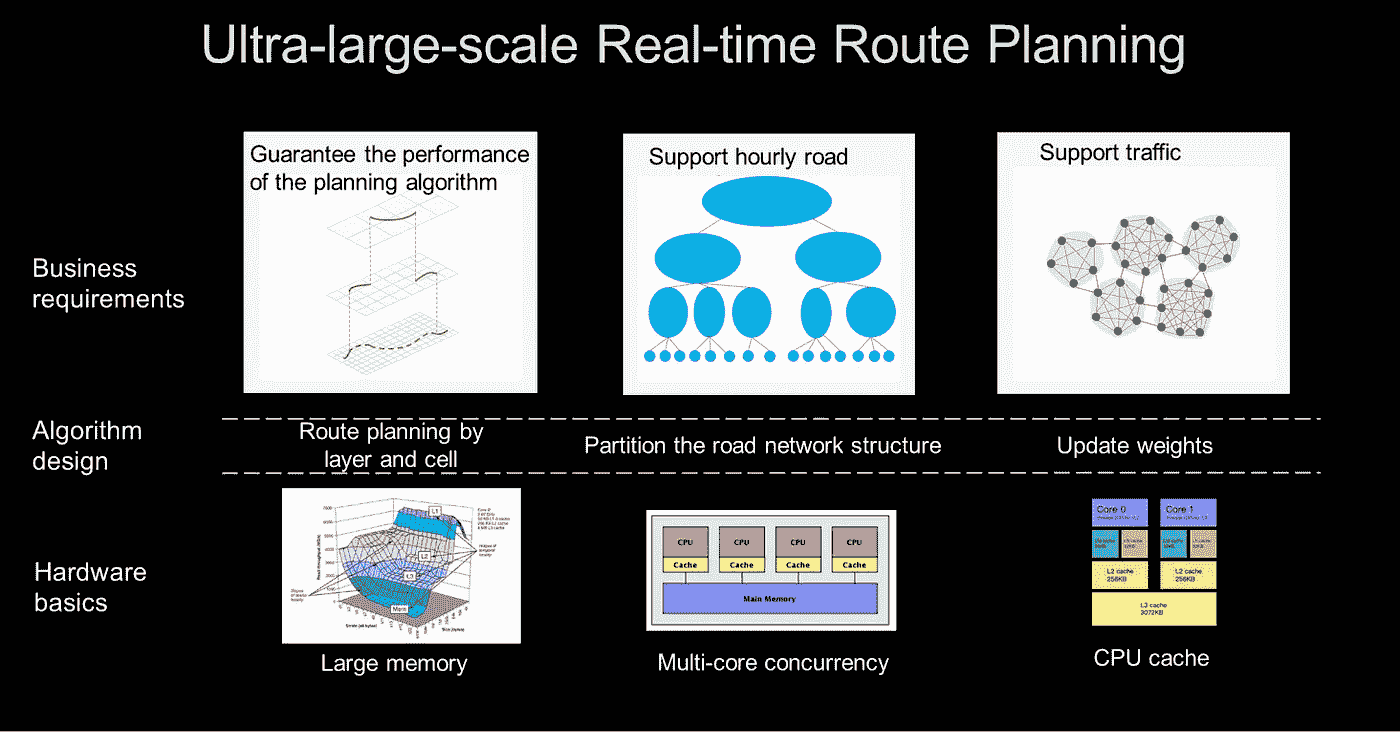 Ultra-large-scale Real-time Route Planning
Guarantee the performance
of the planning algorithm
Support hourly road
Support traffic
Business
requirements
Algorithm
design
Route planning by
layer and cell
Partition the road network structure
Update weights
Hardware
basics
L1
L2
L3
Mem
CPU
CPU
CPU
CPU
Cache
Cache
Cache
Cache
Main Memory
Core 0
Core 1
L2 cache
256KB
L2 cache
256KB
L3 cache
3072KB
Large memory
Multi-core concurrency
CPU cache